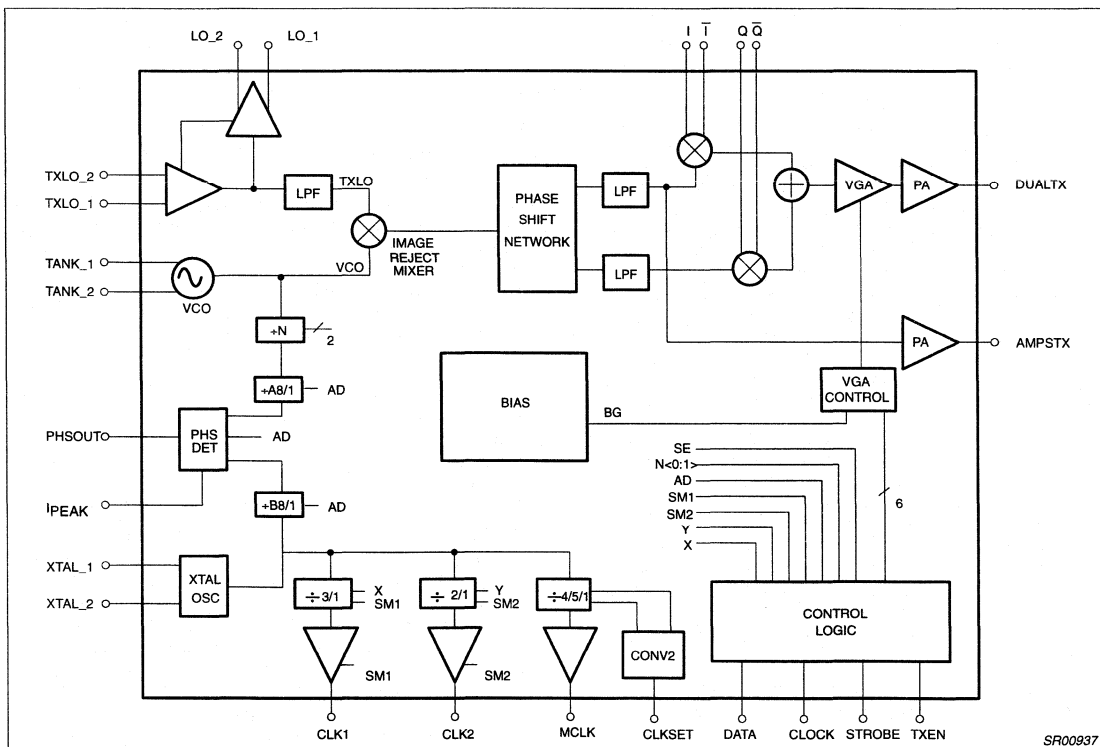 LO_2 LO_1
I I̅ Q Q̅
TXLO_2
TXLO_1
LPF
TXLO
IMAGE
REJECT
MIXER
PHASE
SHIFT
NETWORK
LPF
LPF
VGA
PA
DUALTX
TANK_1
TANK_2
VCO
VCO
÷N
2
÷A8/1
AD
PHSOUT
PHS
DET
AD
IPEAK
÷B8/1
AD
XTAL_1
XTAL_2
XTAL
OSC
BIAS
BG
PA
AMPSTX
VGA
CONTROL
SE
N<0:1>
AD
SM1
SM2
Y
X
6
÷3/1
X
SM1
÷ 2/1
Y
SM2
÷4/5/1
SM1
SM2
CONV2
CONTROL
LOGIC
CLK1
CLK2
MCLK
CLKSET
DATA
CLOCK
STROBE
TXEN
SR00937